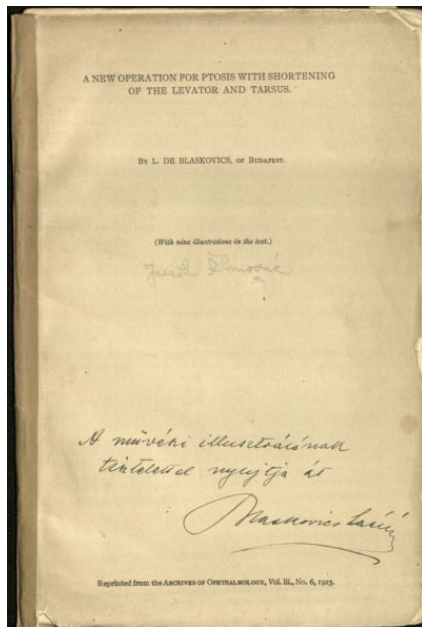 A NEW OPERATION FOR PTOSIS WITH SHORTENING
OF THE LEVATOR AND TARSUS.
BY L. DE BLASKOVICS, OF BUDAPEST.
(With nine illustrations in the text.)
A művészi illusztrátornak
tisztelettel nyujtja át
Blaskovics László
Reprinted from the ARCHIVES OF OPHTHALMOLOGY, Vol. lii., No. 6, 1923.